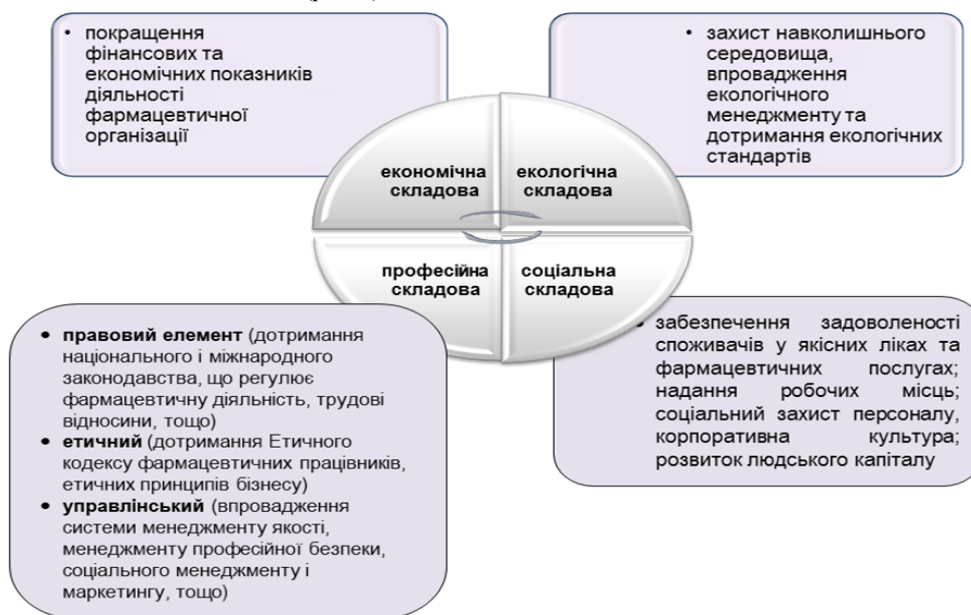 • покращення
фінансових та
економічних показників
діяльності
фармацевтичної
організації
• захист навколишнього
середовища,
впровадження
екологічного
менеджменту та
дотримання екологічних
стандартів
економічна
складова
екологічна
складова
професійна
складова
соціальна
складова
• правовий елемент (дотримання
національного і міжнародного
законодавства, що регулює
фармацевтичну діяльність, трудові
відносини, тощо)
• етичний (дотримання Етичного
кодексу фармацевтичних працівників,
етичних принципів бізнесу)
• управлінський (впровадження
системи менеджменту якості,
менеджменту професійної безпеки,
соціального менеджменту і
маркетингу, тощо)
• забезпечення задоволеності
споживачів у якісних ліках та
фармацевтичних послугах;
надання робочих місць;
соціальний захист персоналу,
корпоративна культура;
розвиток людського капіталу